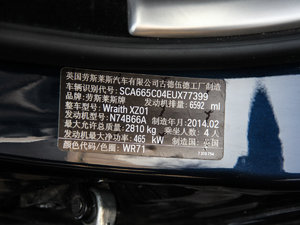 英国劳斯莱斯汽车有限公司古德伍德工厂制造
车辆识别代号: SCA665C04EUX77399
品牌: 劳斯莱斯牌 发动机排量: 6592 ml
整车型号: Wraith XZ01
发动机型号: N74B66A 制造年月: 2014.02
最大允许总质量: 2810 kg 乘坐人数: 4 人
发动机最大净功率: 465 kW 制造国: 英国
颜色代码/色图: WR71